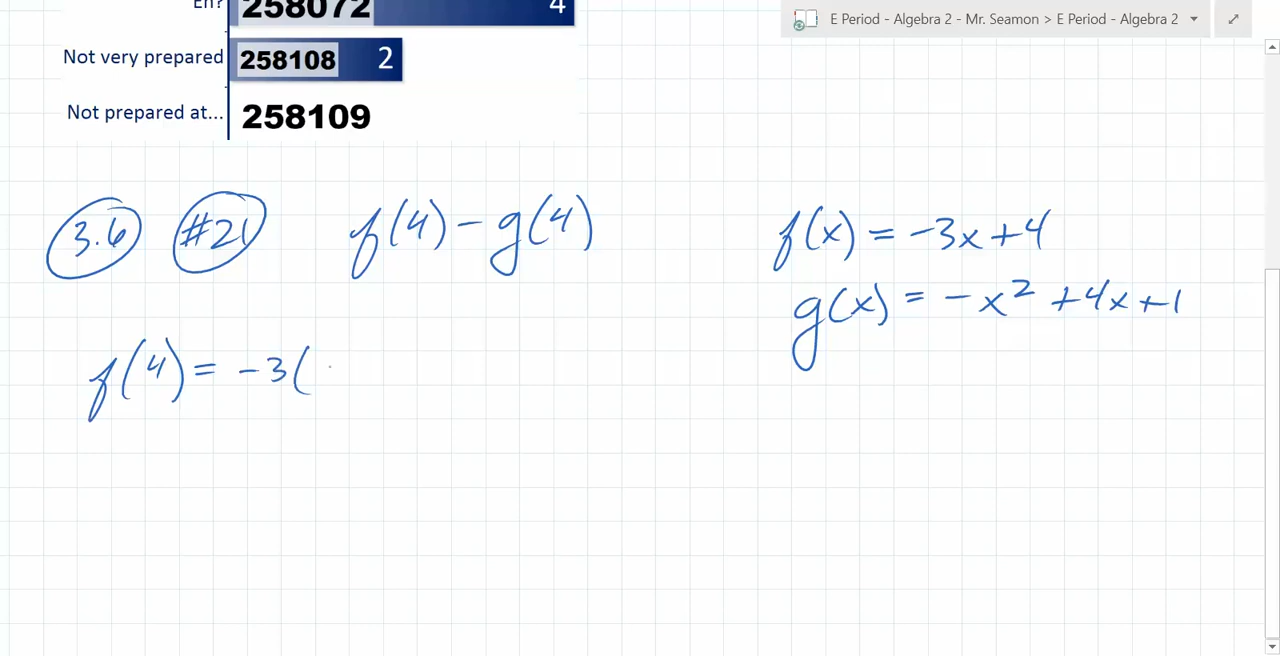 En?
258072
4
E Period - Algebra 2 - Mr. Seamon > E Period - Algebra 2
Not very prepared
258108
2
Not prepared at...
258109
3.6 #21 f(4) - g(4)
f(x) = -3x+4
g(x) = -x² +4x+1
f(4) = -3(